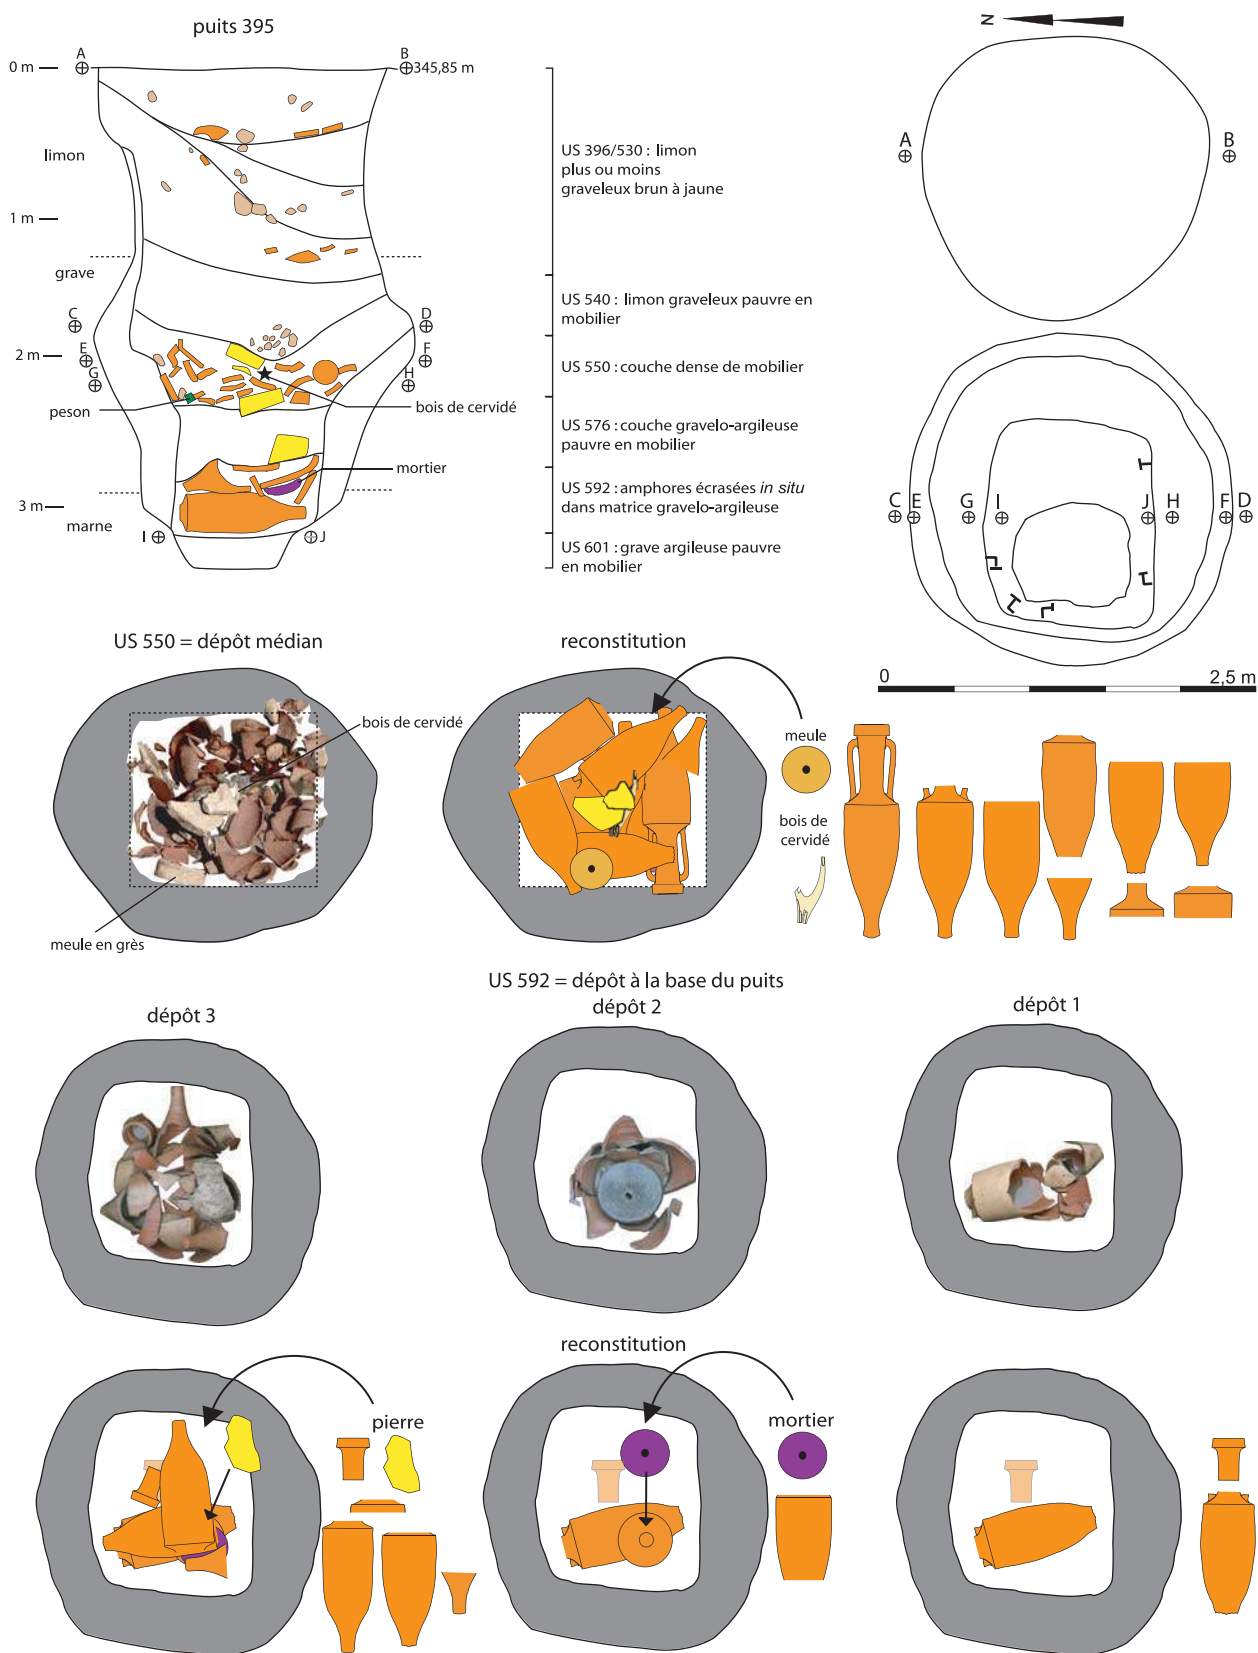 puits 395
N
A
B
0 m
345,85 m
limon
US 396/530 : limon
plus ou moins
graveleux brun à jaune
A
B
1 m
grave
US 540 : limon graveleux pauvre en
mobilier
C
D
2 m
E
F
G
H
US 550 : couche dense de mobilier
peson
bois de cervidé
US 576 : couche gravelo-argileuse
pauvre en mobilier
mortier
US 592 : amphores écrasées in situ
dans matrice gravelo-argileuse
3 m
marne
I
J
US 601 : grave argileuse pauvre
en mobilier
C E G I J H F D
0 2,5 m
US 550 = dépôt médian
reconstitution
bois de cervidé
meule
bois de
cervidé
meule en grès
US 592 = dépôt à la base du puits
dépôt 3
dépôt 2
dépôt 1
reconstitution
pierre
mortier